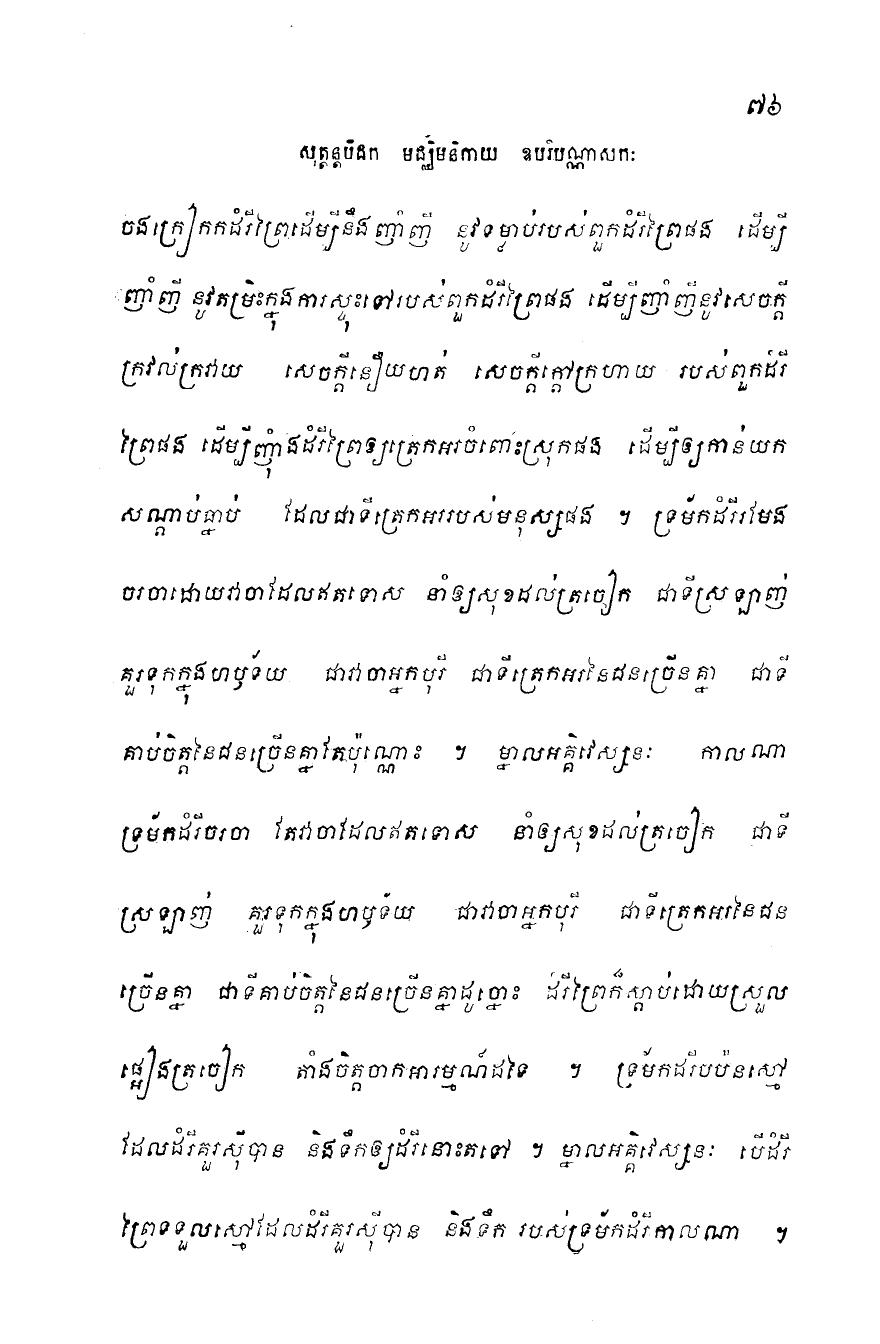 ៧៦
សុត្តន្តបិដក មជ្ឈិមនិកាយ ឧបរិបណ្ណាសកៈ
ចងក្រៀកកដំរីព្រៃដើម្បីនឹងញាំញី នូវទម្លាប់របស់ពួកដំរីព្រៃផង ដើម្បី
ញាំញី នូវតម្រិះក្នុងការស្ទុះទៅរបស់ពួកដំរីព្រៃផង ដើម្បីញាំញីនូវសេចក្តី
ក្រវល់ក្រវាយ សេចក្តីនឿយហត់ សេចក្តីក្តៅក្រហាយ របស់ពួកដំរី
ព្រៃផង ដើម្បីញុំាងដំរីព្រៃឲ្យត្រេកអរចំពោះស្រុកផង ដើម្បីឲ្យកាន់យក
សណ្តាប់ធ្នាប់ ដែលជាទីត្រេកអររបស់មនុស្សផង ។ ទ្រម័កដំរីរមែង
ចរចាដោយវាចាដែលឥតទោស នាំឲ្យសុខដល់ត្រចៀក ជាទីស្រឡាញ់
គួរទុកក្នុងហឫទ័យ ជាវាចាអ្នកបុរី ជាទីត្រេកអរនៃជនច្រើនគ្នា ជាទី
គាប់ចិត្តនៃជនច្រើនគ្នាតែប៉ុណ្ណោះ ។ ម្នាលអគ្គិវេស្សនៈ កាលណា
ទ្រម័កដំរីចរចា តែវាចាដែលឥតទោស នាំឲ្យសុខដល់ត្រចៀក ជាទី
ស្រឡាញ់ គួរទុកក្នុងហឫទ័យ ជាវាចាអ្នកបុរី ជាទីត្រេកអរនៃជន
ច្រើនគ្នា ជាទីគាប់ចិត្តនៃជនច្រើនគ្នាដូច្នោះ ដំរីព្រៃក៏ស្តាប់ដោយស្រួល
ផ្ទៀងត្រចៀក តាំងចិត្តចាកអារម្មណ៍ដទៃ ។ ទ្រម័កដំរីបប៉នស្មៅ
ដែលដំរីគួរស៊ីបាន និងទឹកឲ្យដំរីនោះតទៅ ។ ម្នាលអគ្គិវេស្សនៈ បើដំរី
ព្រៃទទួលស្មៅដែលដំរីគួរស៊ីបាន និងទឹក របស់ទ្រម័កដំរីកាលណា ។